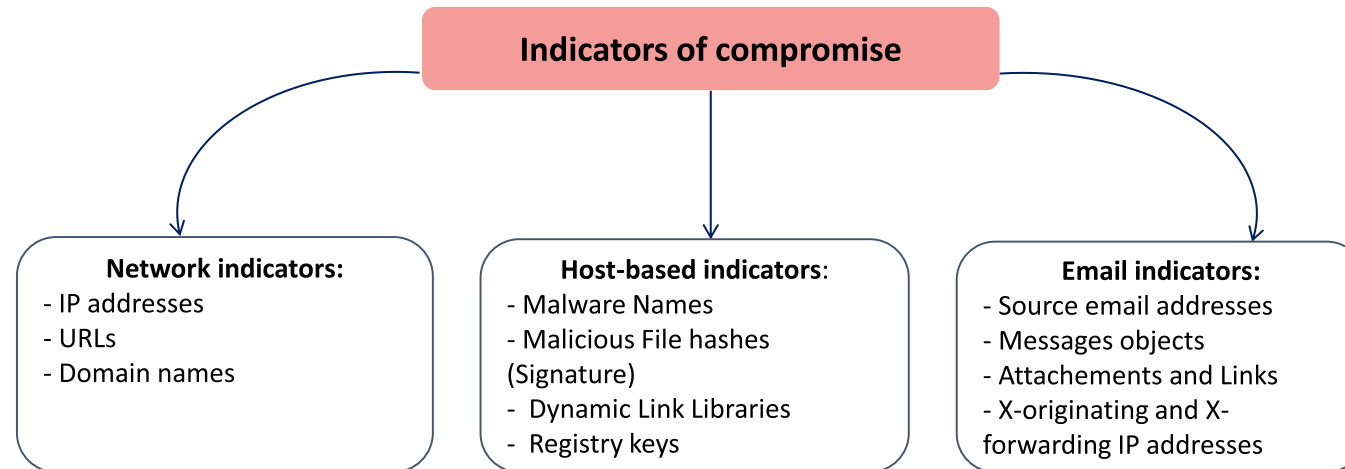 Indicators of compromise
Network indicators:
- IP addresses
- URLs
- Domain names
Host-based indicators:
- Malware Names
- Malicious File hashes
(Signature)
- Dynamic Link Libraries
- Registry keys
Email indicators:
- Source email addresses
- Messages objects
- Attachements and Links
- X-originating and X-
forwarding IP addresses